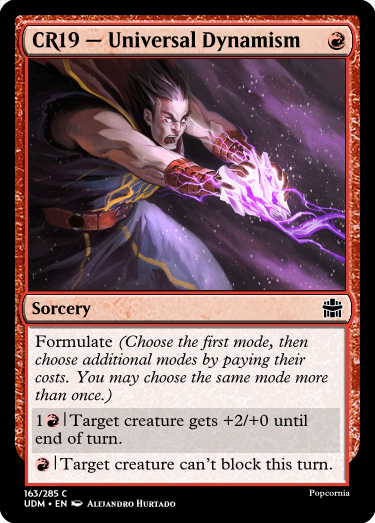 CR19 — Universal Dynamism
Sorcery
Formulate (Choose the first mode, then
choose additional modes by paying their
costs. You may choose the same mode more
than once.)
1 | Target creature gets +2/+0 until
end of turn.
| Target creature can't block this turn.
163/285 C
Popcornia
UDM • EN Alejandro Hurtado